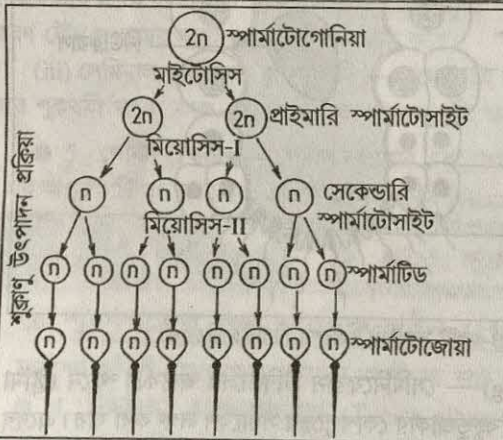 2n স্পার্মাটোগোনিয়া
মাইটোসিস
2n 2n প্রাইমারি স্পার্মাটোসাইট
মিয়োসিস-I
n n n n সেকেন্ডারি
স্পার্মাটোসাইট
মিয়োসিস-II
n n n n n n n n স্পার্মাটিড
n n n n n n n n স্পার্মাটোজোয়া
শুক্রাণু উৎপাদন প্রক্রিয়া